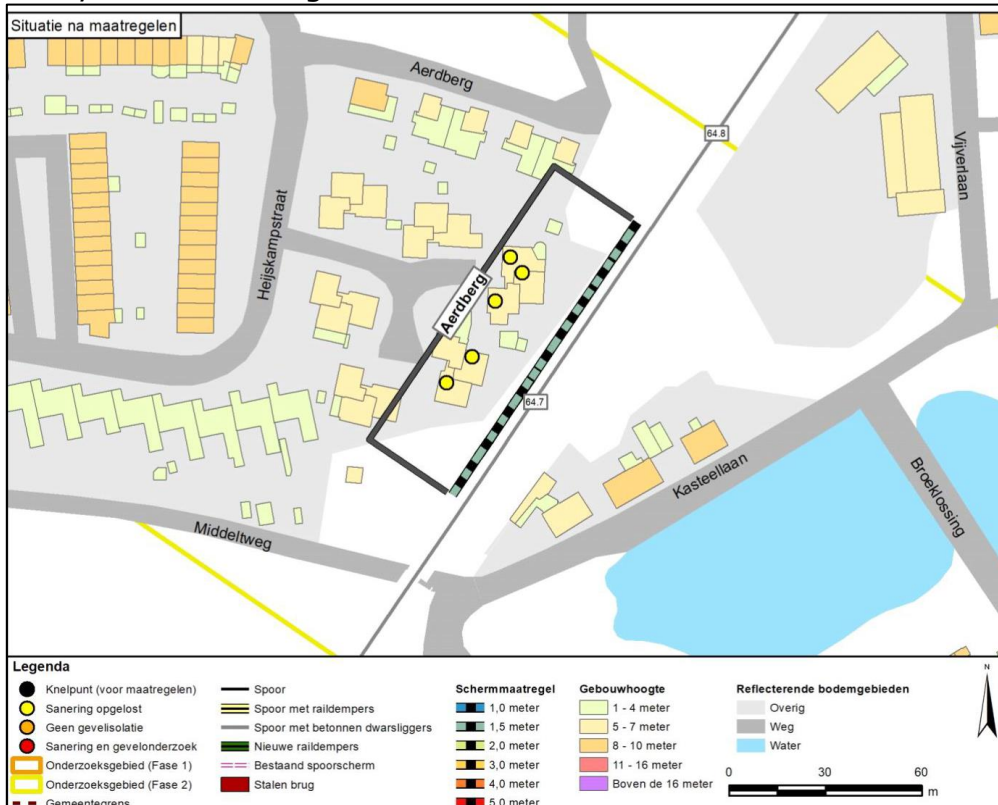 Situatie na maatregelen
Aerdberg
64.8
Vijverlaan
Heijskampstraat
Aerdberg
64.7
Kasteellaan
Broeklossing
Middeltweg
Legenda
Knelpunt (voor maatregelen)
Sanering opgelost
Geen gevelisolatie
Sanering en gevelonderzoek
Onderzoeksgebied (Fase 1)
Onderzoeksgebied (Fase 2)
Gemeentegrens
Spoor
Spoor met raildempers
Spoor met betonnen dwarsliggers
Nieuwe raildempers
Bestaand spoorscherm
Stalen brug
Schermmaatregel
1,0 meter
1,5 meter
2,0 meter
3,0 meter
4,0 meter
5,0 meter
Gebouwhoogte
1 - 4 meter
5 - 7 meter
8 - 10 meter
11 - 16 meter
Boven de 16 meter
Reflecterende bodemgebieden
Overig
Weg
Water
N
0 30 60
m